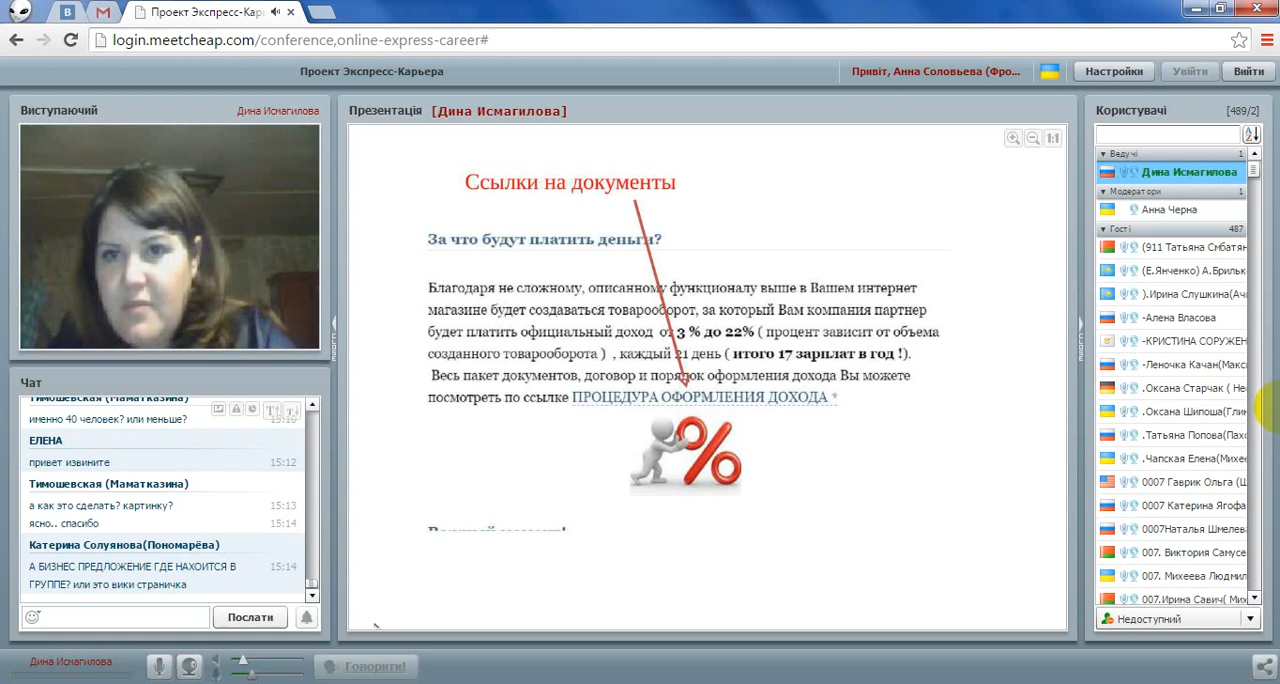 Проект Экспресс-Карь
login.meetcheap.com/conference,online-express-career#
Проект Экспресс-Карьера
Привіт, Анна Соловьева (Фро...
Настройки
Увійти
Вийти
Виступаючий
Дина Исмагилова
Презентація [Дина Исмагилова]
Користувачі [489/2]
1:1
Ссылки на документы
За что будут платить деньги?
Благодаря не сложному, описанному функционалу выше в Вашем интернет
магазине будет создаваться товарооборот, за который Вам компания партнер
будет платить официальный доход от 3 % до 22% ( процент зависит от объема
созданного товарооборота ) , каждый 21 день ( итого 17 зарплат в год !).
Весь пакет документов, договор и порядок оформления дохода Вы можете
посмотреть по ссылке ПРОЦЕДУРА ОФОРМЛЕНИЯ ДОХОДА
%
Чат
Тимошевская (Маматказина)
именно 40 человек? или меньше?
ЕЛЕНА
привет извините 15:12
Тимошевская (Маматказина)
а как это сделать? картинку? 15:13
ясно.. спасибо 15:14
Катерина Солуянова(Пономарёва)
А БИЗНЕС ПРЕДЛОЖЕНИЕ ГДЕ НАХОИТСЯ В 15:14
ГРУППЕ? или это вики страничка
Послати
Ведучі 1
Дина Исмагилова
Модератори 1
Анна Черна
Гості 487
(911 Татьяна Смбатян
(Е.Янченко) А.Брильк
).Ирина Слушкина(Ач
-Алена Власова
-КРИСТИНА СОРУЖЕН
-Леночка Качан(Макс
.Оксана Старчак ( Не
.Оксана Шипоша(Глин
.Татьяна Попова(Пах
.Чапская Елена(Михе
0007 Гаврик Ольга (Щ
0007 Катерина Ягофа
0007Наталья Шмелева
007. Виктория Самусе
007. Михеева Людмил
007.Ирина Савич( Мих
Недоступний
Дина Исмагилова
Говорити!